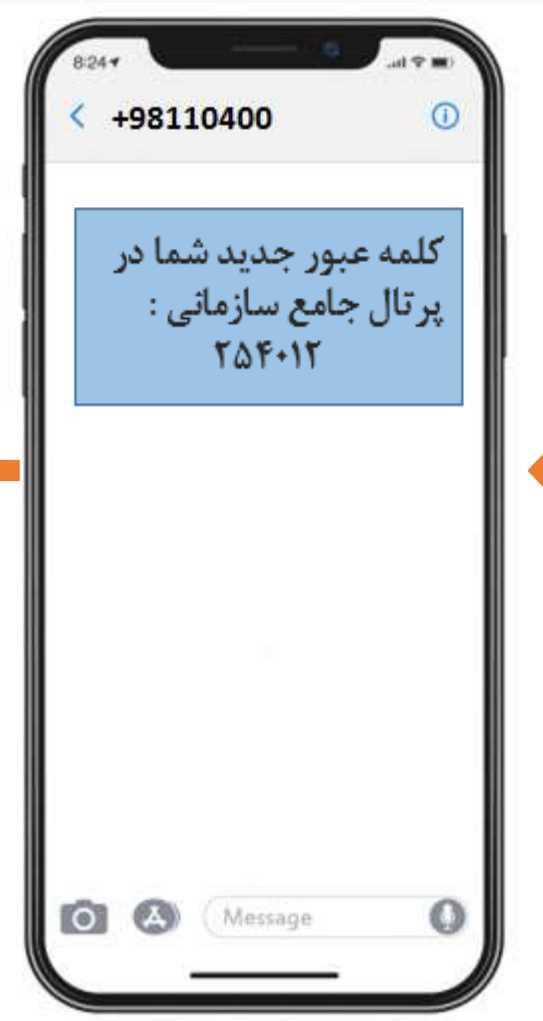 8:24
+98110400
کلمه عبور جدید شما در
پرتال جامع سازمانی :
۲۵۴۰۱۲
Message